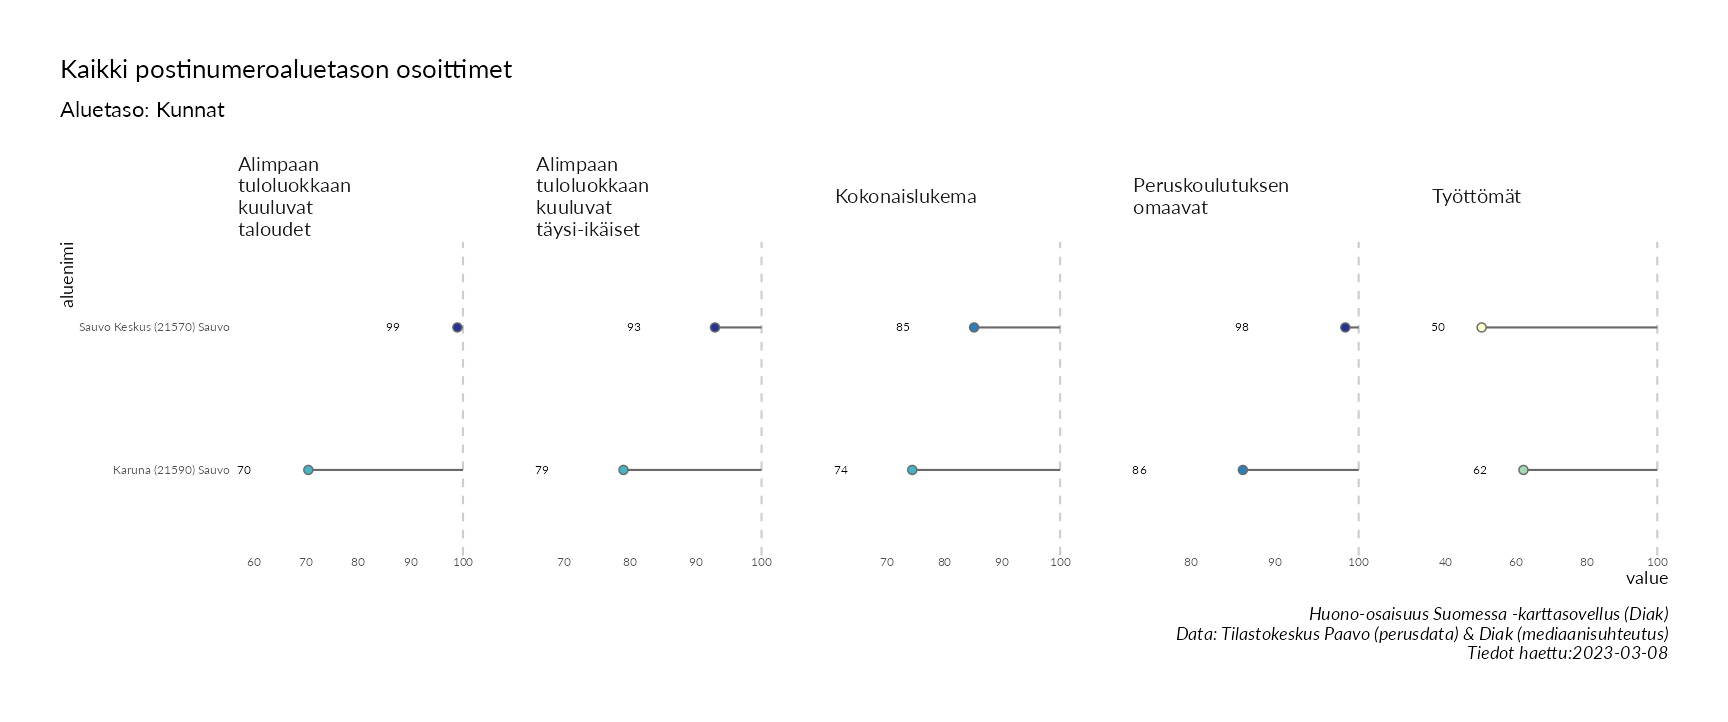 Kaikki postinumeroaluetason osoittimet
Aluetaso: Kunnat
Alimpaan
tuloluokkaan
kuuluvat
taloudet
Alimpaan
tuloluokkaan
kuuluvat
täysi-ikäiset
Kokonaislukema
Peruskoulutuksen
omaavat
Työttömät
aluenimi
Sauvo Keskus (21570) Sauvo 99 93 85 98 50
Karuna (21590) Sauvo 70 79 74 86 62
60 70 80 90 100 70 80 90 100 70 80 90 100 80 90 100 40 60 80 100
value
Huono-osaisuus Suomessa -karttasovellus (Diak)
Data: Tilastokeskus Paavo (perusdata) & Diak (mediaanisuhteutus)
Tiedot haettu:2023-03-08